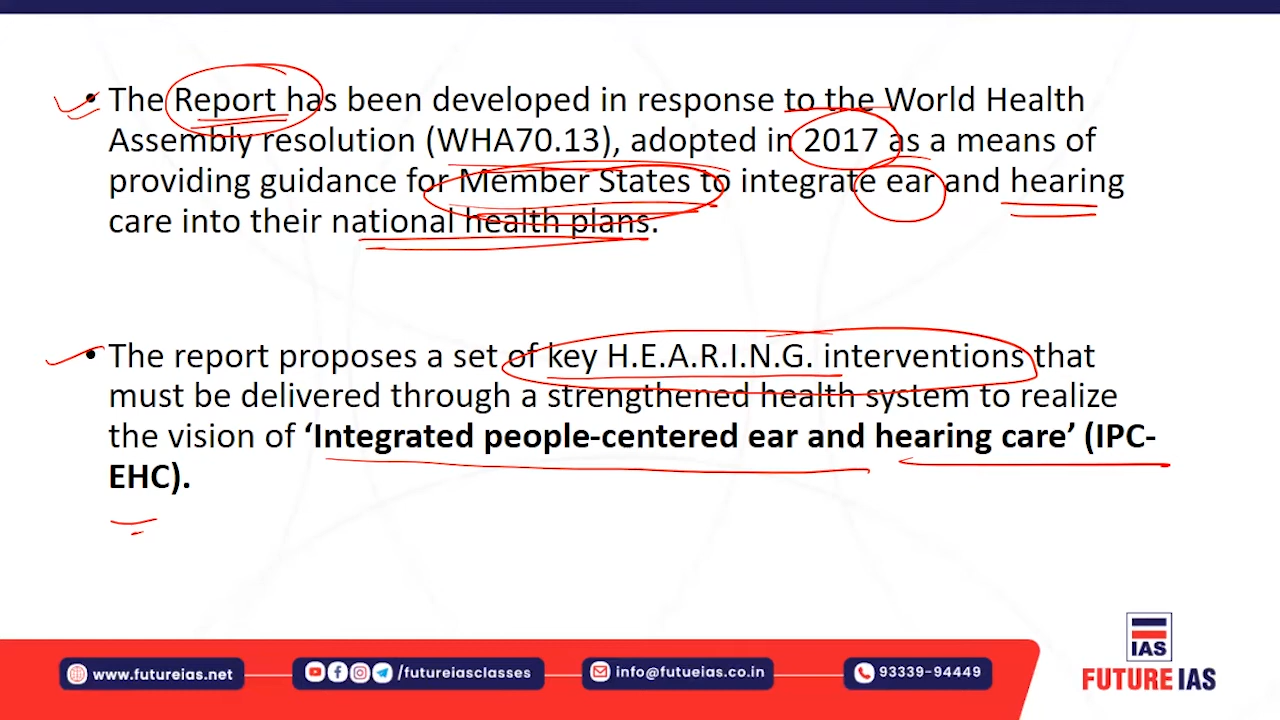 • The Report has been developed in response to the World Health
Assembly resolution (WHA70.13), adopted in 2017 as a means of
providing guidance for Member States to integrate ear and hearing
care into their national health plans.
• The report proposes a set of key H.E.A.R.I.N.G. interventions that
must be delivered through a strengthened health system to realize
the vision of ‘Integrated people-centered ear and hearing care’ (IPC-
EHC).
IAS
FUTURE IAS
www.futureias.net
/futureiasclasses
info@futueias.co.in
93339-94449